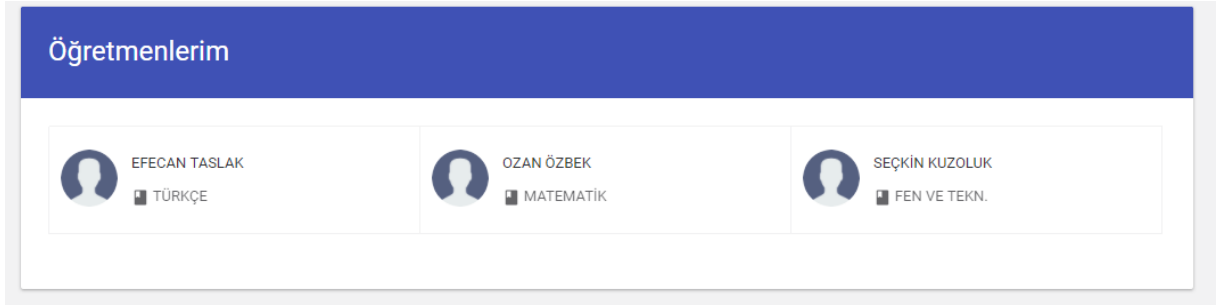 Öğretmenlerim
EFECAN TASLAK
TÜRKÇE
OZAN ÖZBEK
MATEMATİK
SEÇKİN KUZOLUK
FEN VE TEKN.